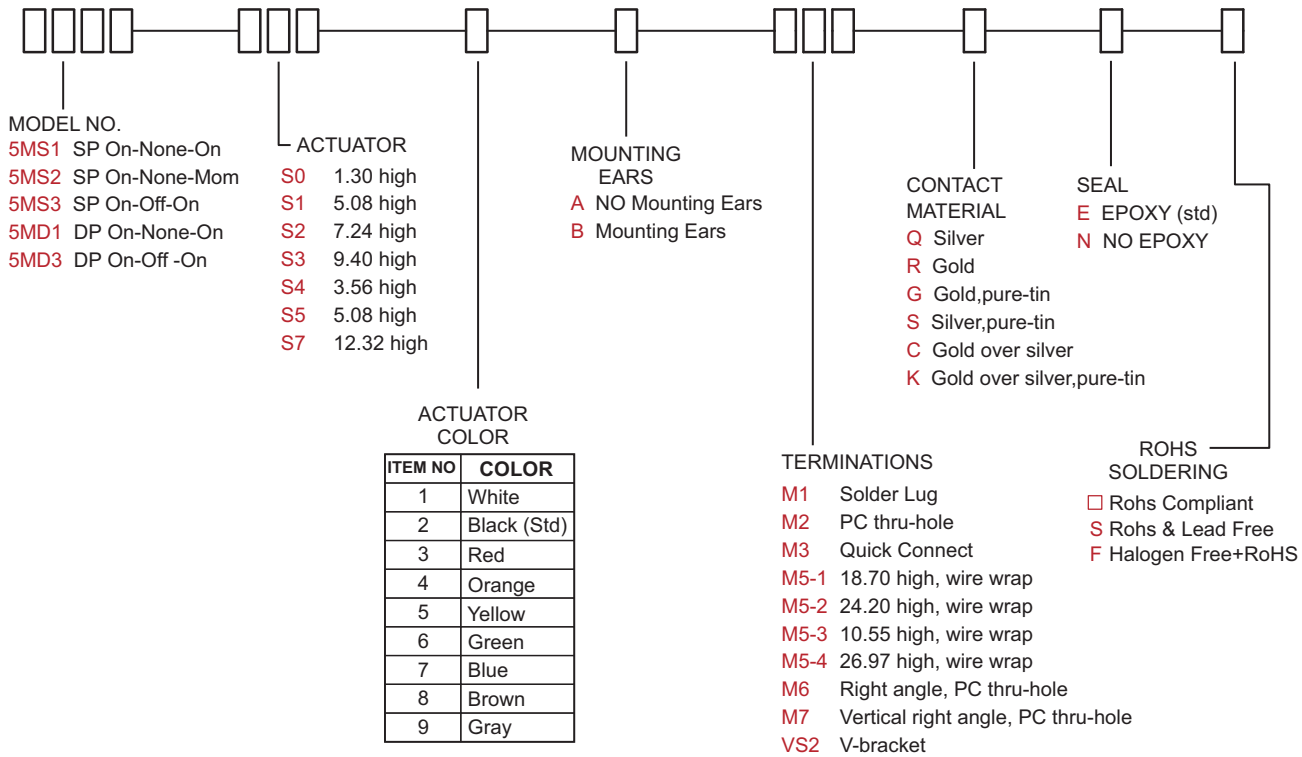 MODEL NO.
5MS1 SP On-None-On
5MS2 SP On-None-Mom
5MS3 SP On-Off-On
5MD1 DP On-None-On
5MD3 DP On-Off -On
ACTUATOR
S0 1.30 high
S1 5.08 high
S2 7.24 high
S3 9.40 high
S4 3.56 high
S5 5.08 high
S7 12.32 high
ACTUATOR
COLOR
ITEM NO COLOR
1 White
2 Black (Std)
3 Red
4 Orange
5 Yellow
6 Green
7 Blue
8 Brown
9 Gray
MOUNTING
EARS
A NO Mounting Ears
B Mounting Ears
TERMINATIONS
M1 Solder Lug
M2 PC thru-hole
M3 Quick Connect
M5-1 18.70 high, wire wrap
M5-2 24.20 high, wire wrap
M5-3 10.55 high, wire wrap
M5-4 26.97 high, wire wrap
M6 Right angle, PC thru-hole
M7 Vertical right angle, PC thru-hole
VS2 V-bracket
CONTACT
MATERIAL
Q Silver
R Gold
G Gold,pure-tin
S Silver,pure-tin
C Gold over silver
K Gold over silver,pure-tin
SEAL
E EPOXY (std)
N NO EPOXY
ROHS
SOLDERING
□ Rohs Compliant
S Rohs & Lead Free
F Halogen Free+RoHS